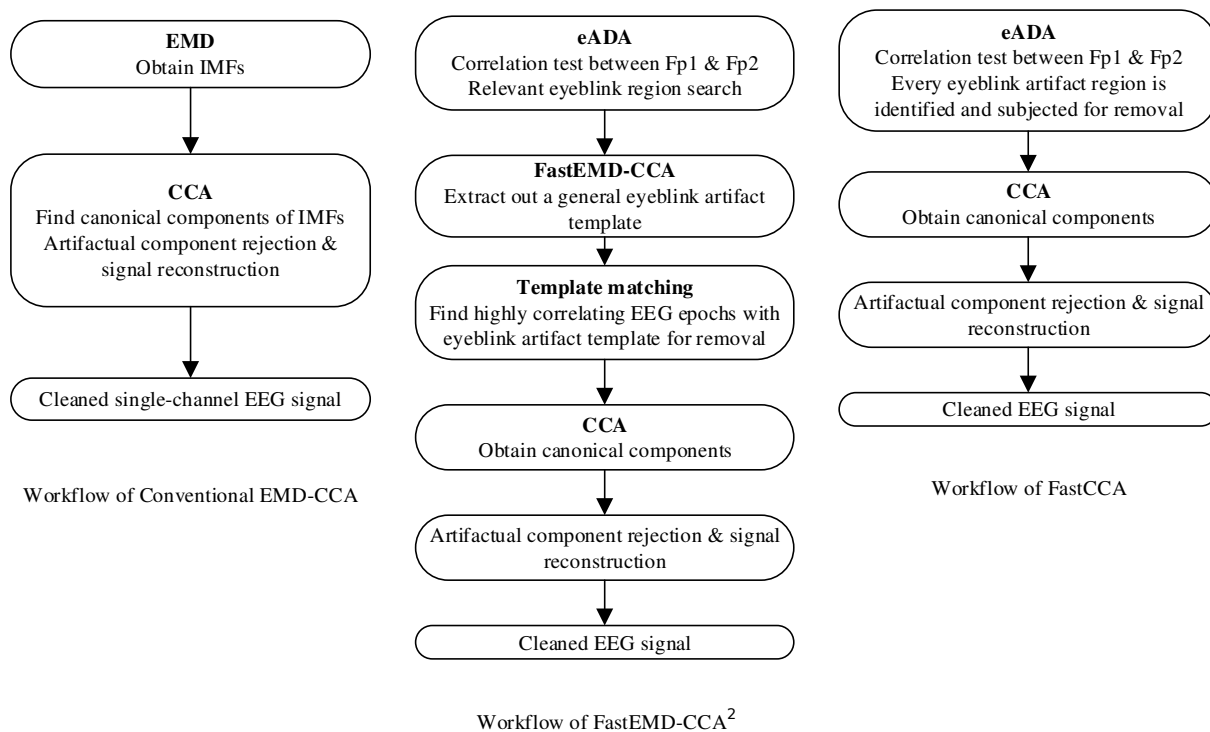 EMD
Obtain IMFs
CCA
Find canonical components of IMFs
Artifactual component rejection &
signal reconstruction
Cleaned single-channel EEG signal
Workflow of Conventional EMD-CCA
eADA
Correlation test between Fp1 & Fp2
Relevant eyeblink region search
FastEMD-CCA
Extract out a general eyeblink artifact
template
Template matching
Find highly correlating EEG epochs with
eyeblink artifact template for removal
CCA
Obtain canonical components
Artifactual component rejection & signal
reconstruction
Cleaned EEG signal
Workflow of FastEMD-CCA²
eADA
Correlation test between Fp1 & Fp2
Every eyeblink artifact region is
identified and subjected for removal
CCA
Obtain canonical components
Artifactual component rejection & signal
reconstruction
Cleaned EEG signal
Workflow of FastCCA